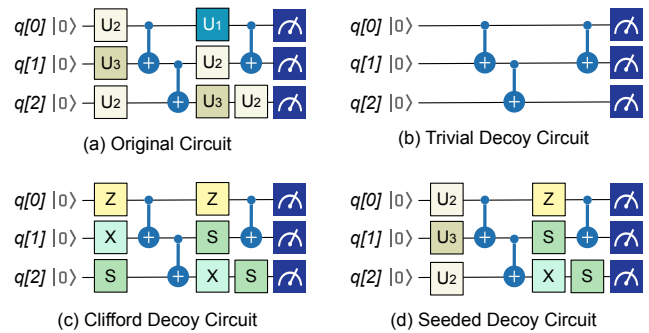 q[0] |0⟩ U2 U1
q[1] |0⟩ U3 U2
q[2] |0⟩ U2 U3 U2
(a) Original Circuit
q[0] |0⟩
q[1] |0⟩
q[2] |0⟩
(b) Trivial Decoy Circuit
q[0] |0⟩ Z Z
q[1] |0⟩ X S
q[2] |0⟩ S X S
(c) Clifford Decoy Circuit
q[0] |0⟩ U2 Z
q[1] |0⟩ U3 S
q[2] |0⟩ U2 X S
(d) Seeded Decoy Circuit